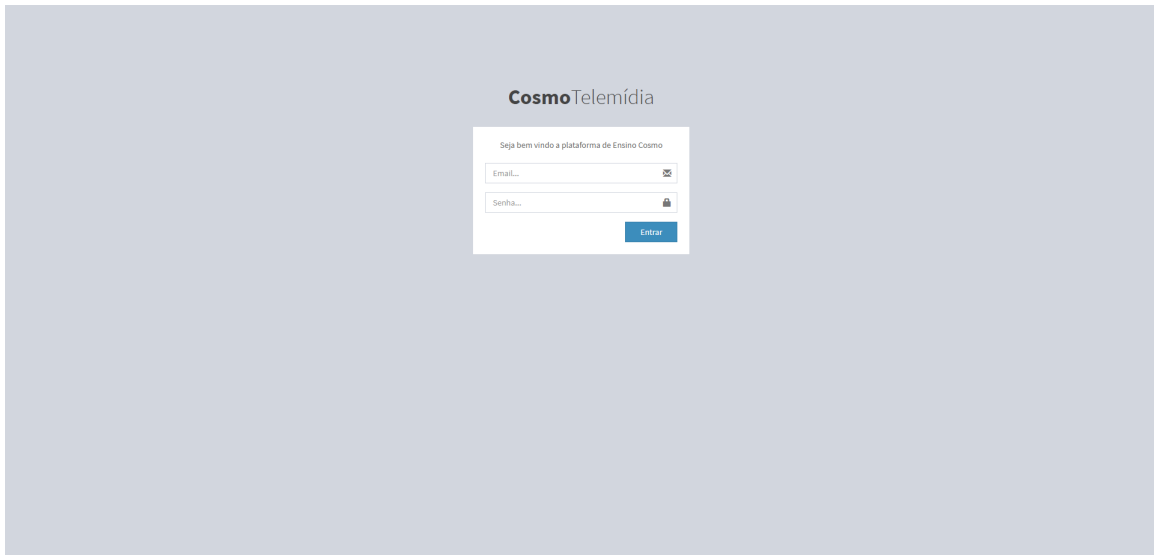 CosmoTelemídia
Seja bem vindo a plataforma de Ensino Cosmo
Email...
Senha...
Entrar